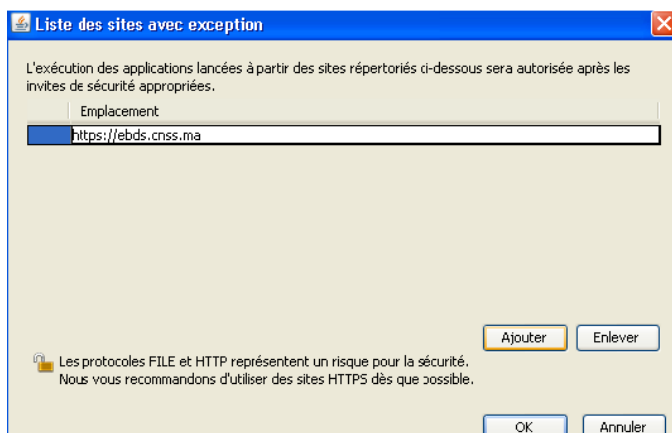 Liste des sites avec exception
L'exécution des applications lancées à partir des sites répertoriés ci-dessous sera autorisée après les
invites de sécurité appropriées.
Emplacement
https://ebds.cnss.ma
Ajouter
Enlever
Les protocoles FILE et HTTP représentent un risque pour la sécurité.
Nous vous recommandons d'utiliser des sites HTTPS dès que possible.
OK
Annuler